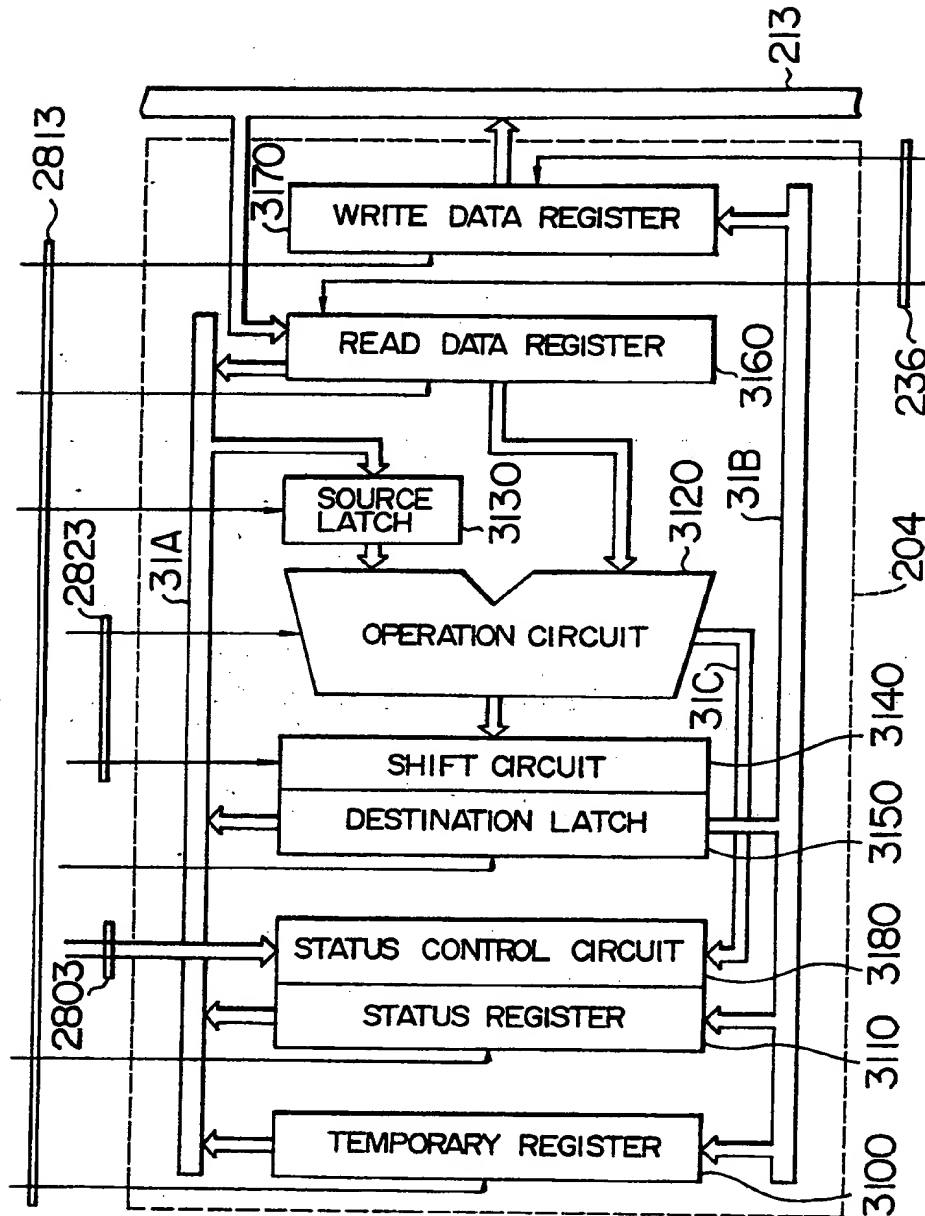 2813
213
3170
WRITE DATA REGISTER
READ DATA REGISTER
3160
236
2823
31A
SOURCE
LATCH
3130
3120
31B
OPERATION CIRCUIT
31C
204
SHIFT CIRCUIT
3140
DESTINATION LATCH
3150
2803
STATUS CONTROL CIRCUIT
3180
STATUS REGISTER
3110
TEMPORARY REGISTER
3100